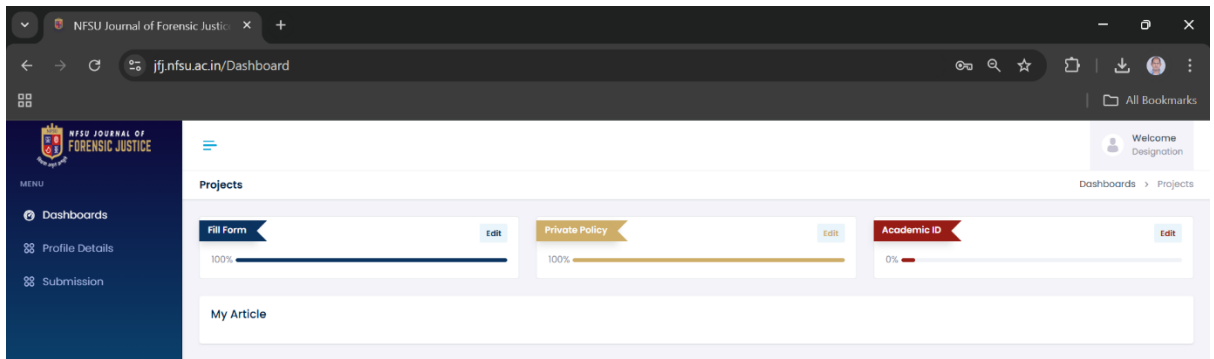 NFSU Journal of Forensic Justic
jfj.nfsu.ac.in/Dashboard
All Bookmarks
NFSU JOURNAL OF
FORENSIC JUSTICE
Welcome
Designation
MENU
Projects
Dashboards > Projects
Dashboards
Profile Details
Submission
Fill Form
Edit
100%
Private Policy
Edit
100%
Academic ID
Edit
0%
My Article